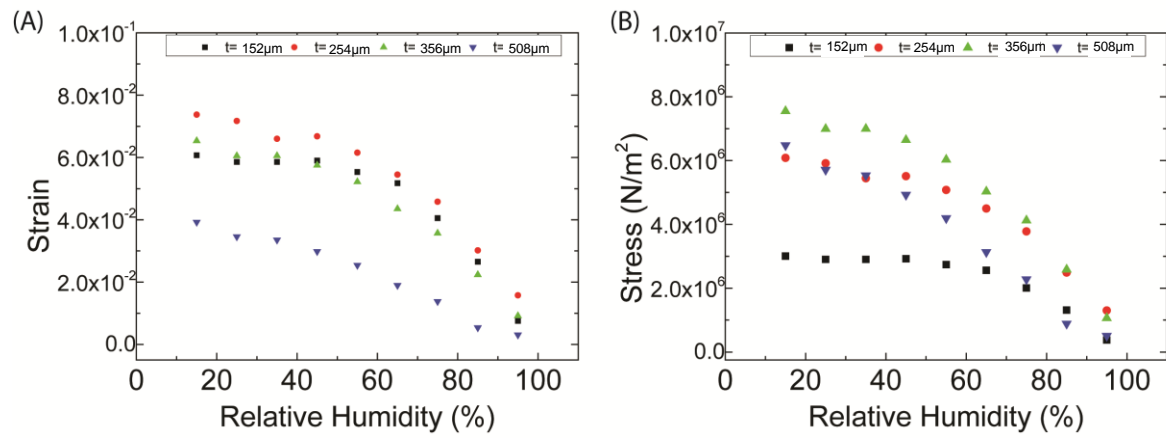 (A)
1.0x10⁻¹
t= 152µm t= 254µm t= 356µm t= 508µm
8.0x10⁻²
6.0x10⁻²
4.0x10⁻²
2.0x10⁻²
0.0
Strain
20 40 60 80 100
Relative Humidity (%)
(B)
1.0x10⁷
t= 152µm t= 254µm t= 356µm t= 508µm
8.0x10⁶
6.0x10⁶
4.0x10⁶
2.0x10⁶
0.0
Stress (N/m²)
20 40 60 80 100
Relative Humidity (%)